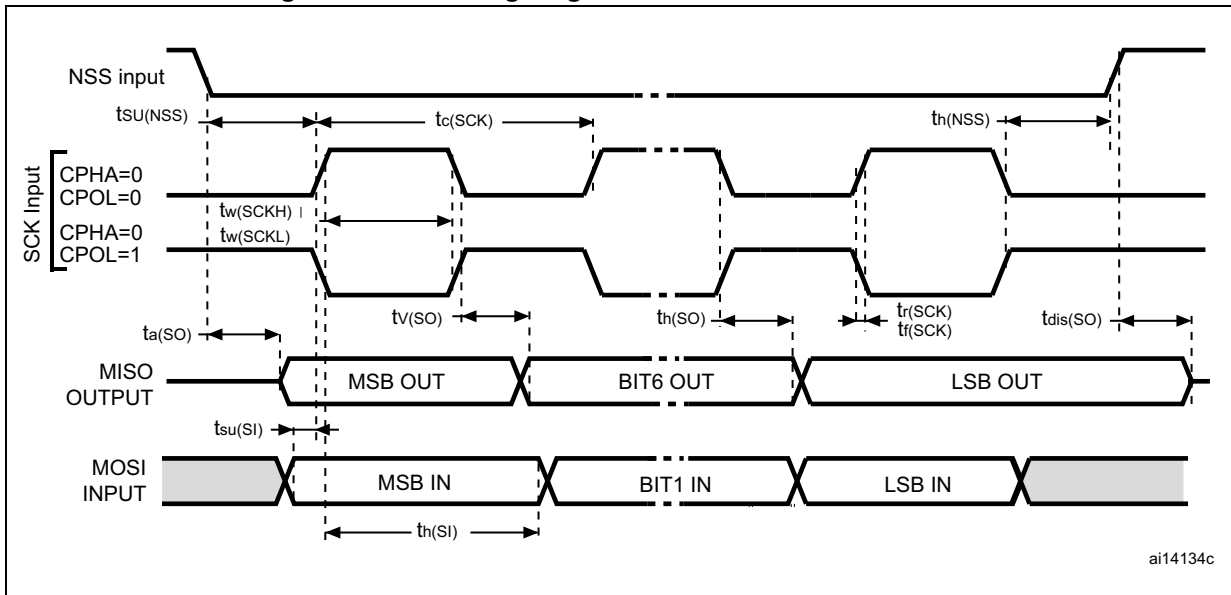 NSS input
tSU(NSS)
tc(SCK)
th(NSS)
SCK Input
CPHA=0
CPOL=0
tw(SCKH)
CPHA=0
tw(SCKL)
CPOL=1
ta(SO)
tV(SO)
th(SO)
tr(SCK)
tf(SCK)
tdis(SO)
MISO
OUTPUT
MSB OUT
BIT6 OUT
LSB OUT
tsu(SI)
MOSI
INPUT
MSB IN
BIT1 IN
LSB IN
th(SI)
ai14134c